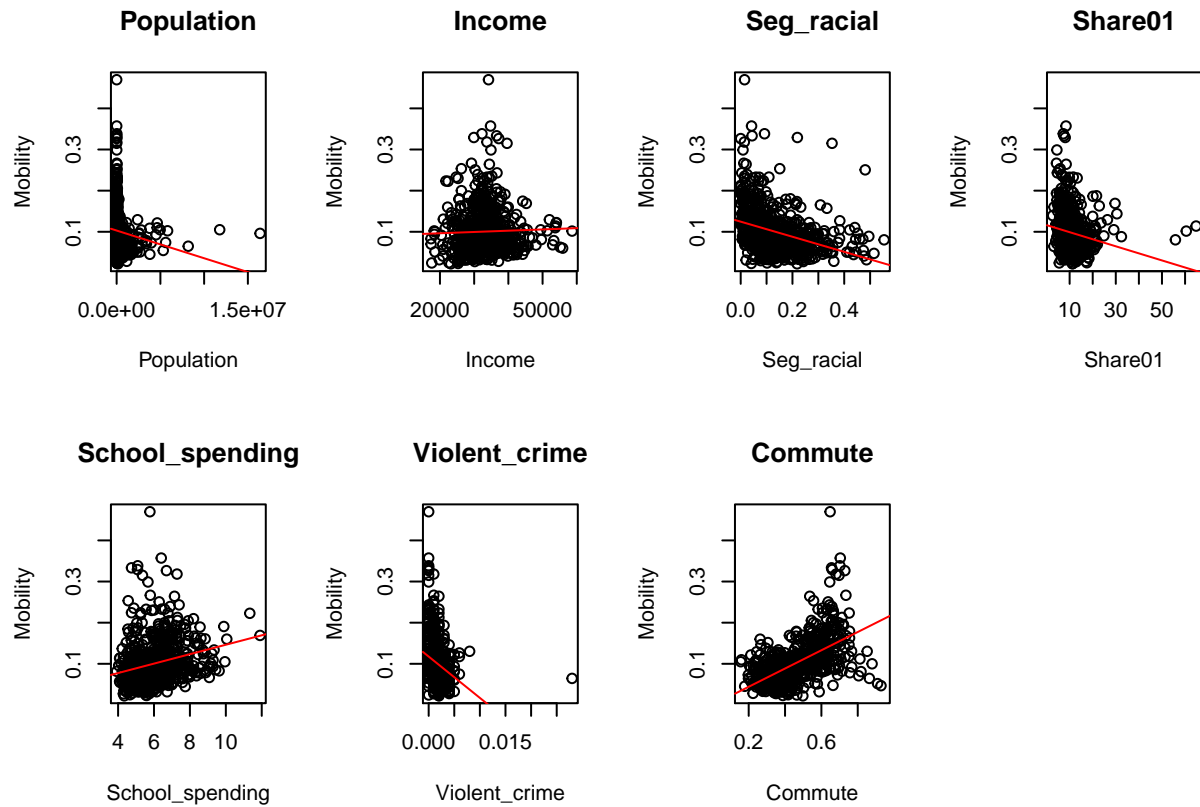 Population
Mobility
0.1
0.3
0.0e+00
1.5e+07
Population
Income
Mobility
0.1
0.3
20000
50000
Income
Seg_racial
Mobility
0.1
0.3
0.0
0.2
0.4
Seg_racial
Share01
Mobility
0.1
0.3
10
30
50
Share01
School_spending
Mobility
0.1
0.3
4
6
8
10
School_spending
Violent_crime
Mobility
0.1
0.3
0.000
0.015
Violent_crime
Commute
Mobility
0.1
0.3
0.2
0.6
Commute